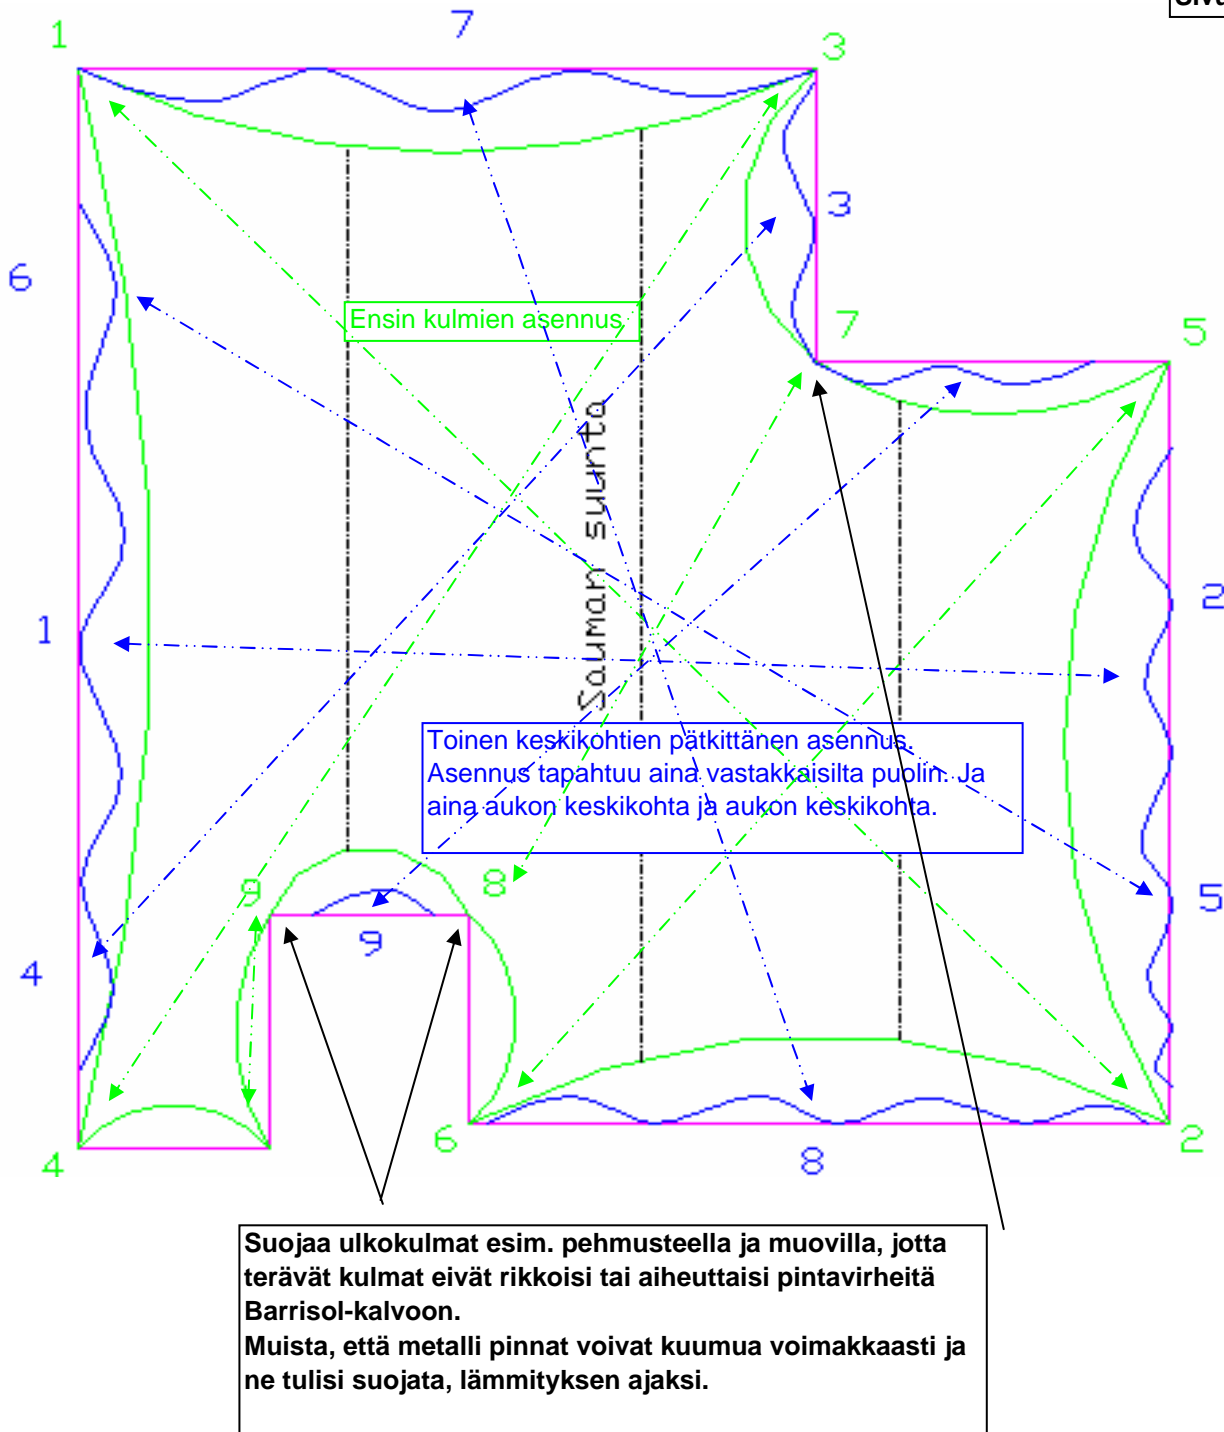 Sivu
1
7
3
6
3
Ensin kulmien asennus
7
5
Sauman suunta
2
1
Toinen keskikohtien pätkittänen asennus.
Asennus tapahtuu aina vastakkaisilta puolin. Ja
aina aukon keskikohta ja aukon keskikohta.
9
8
5
9
4
6
2
4
8
Suojaa ulkokulmat esim. pehmusteella ja muovilla, jotta
terävät kulmat eivät rikkoisi tai aiheuttaisi pintavirheitä
Barrisol-kalvoon.
Muista, että metalli pinnat voivat kuumua voimakkaasti ja
ne tulisi suojata, lämmityksen ajaksi.